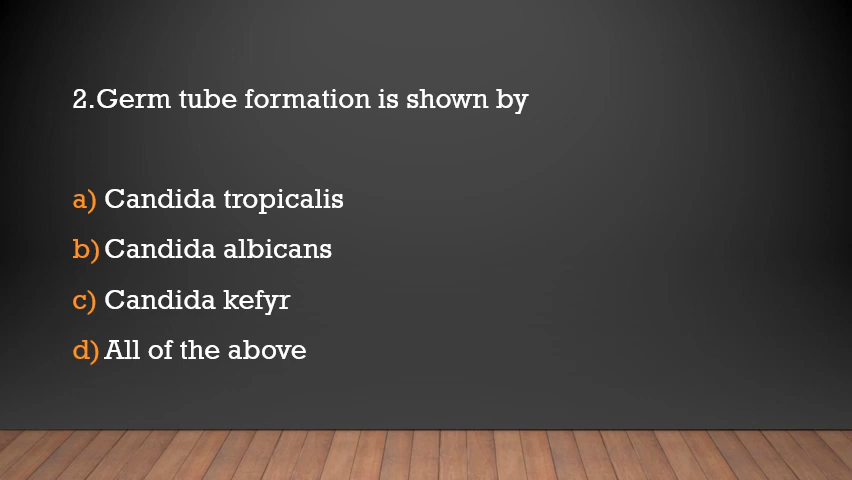 2.Germ tube formation is shown by
a) Candida tropicalis
b) Candida albicans
c) Candida kefyr
d) All of the above